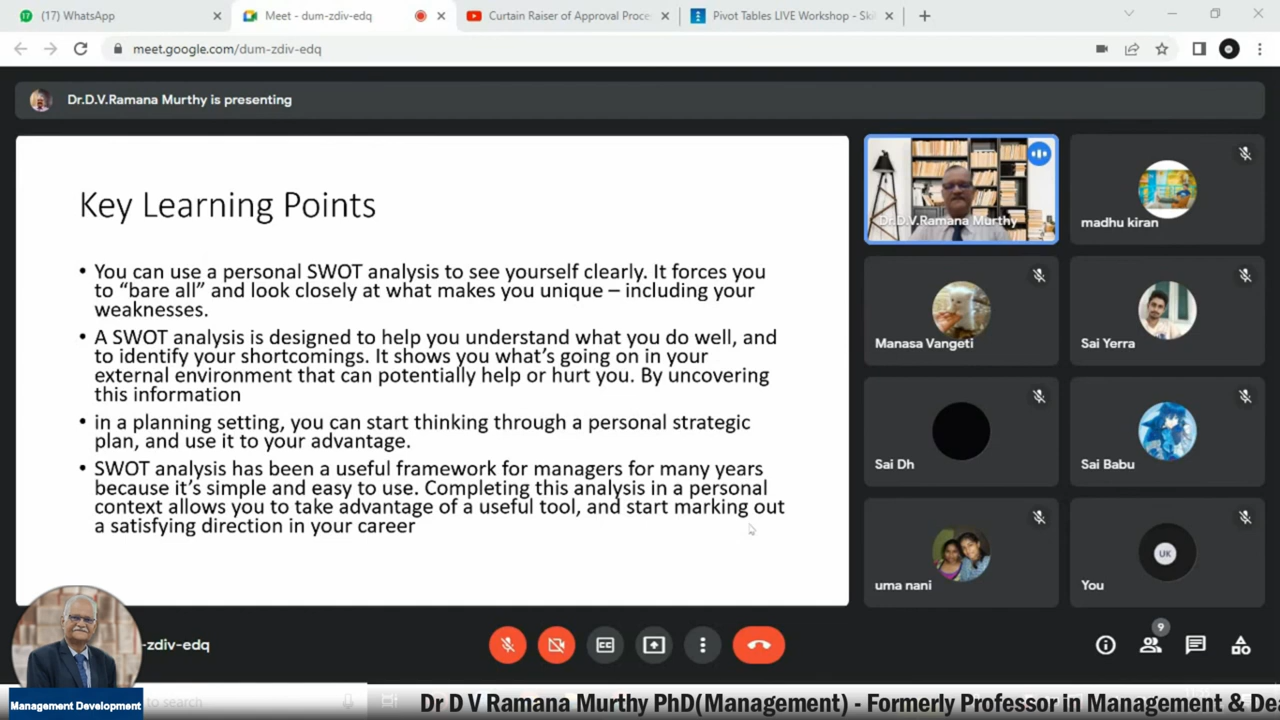 (17) WhatsApp
Meet - dum-zdiv-edq
Curtain Raiser of Approval Proce
Pivot Tables LIVE Workshop - Ski
meet.google.com/dum-zdiv-edq
Dr.D.V.Ramana Murthy is presenting
Key Learning Points
• You can use a personal SWOT analysis to see yourself clearly. It forces you
to “bare all” and look closely at what makes you unique – including your
weaknesses.
• A SWOT analysis is designed to help you understand what you do well, and
to identify your shortcomings. It shows you what’s going on in your
external environment that can potentially help or hurt you. By uncovering
this information
• in a planning setting, you can start thinking through a personal strategic
plan, and use it to your advantage.
• SWOT analysis has been a useful framework for managers for many years
because it’s simple and easy to use. Completing this analysis in a personal
context allows you to take advantage of a useful tool, and start marking out
a satisfying direction in your career
Dr.D.V.Ramana Murthy
madhu kiran
Manasa Vangeti
Sai Yerra
Sai Dh
Sai Babu
uma nani
UK
You
-zdiv-edq
CC
9
Management Development
to search
Dr D V Ramana Murthy PhD(Management) - Formerly Professor in Management & De